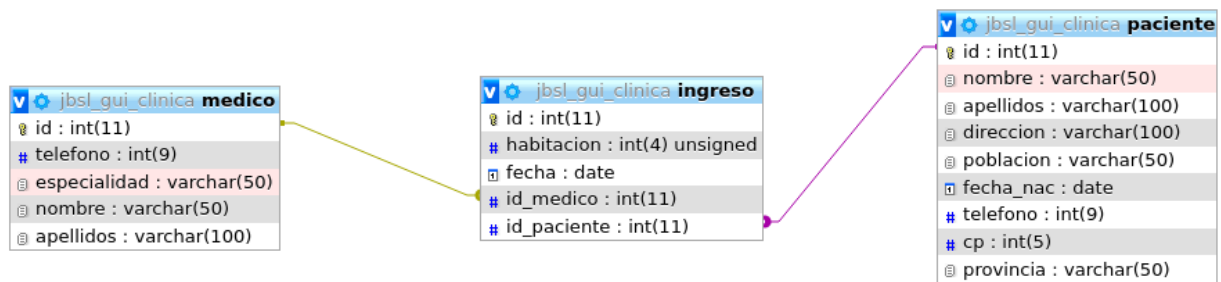 v jbsl_gui_clinica medico
id : int(11)
# telefono : int(9)
especialidad : varchar(50)
nombre : varchar(50)
apellidos : varchar(100)
v jbsl_gui_clinica ingreso
id : int(11)
# habitacion : int(4) unsigned
fecha : date
# id_medico : int(11)
# id_paciente : int(11)
v jbsl_gui_clinica paciente
id : int(11)
nombre : varchar(50)
apellidos : varchar(100)
direccion : varchar(100)
poblacion : varchar(50)
fecha_nac : date
# telefono : int(9)
# cp : int(5)
provincia : varchar(50)